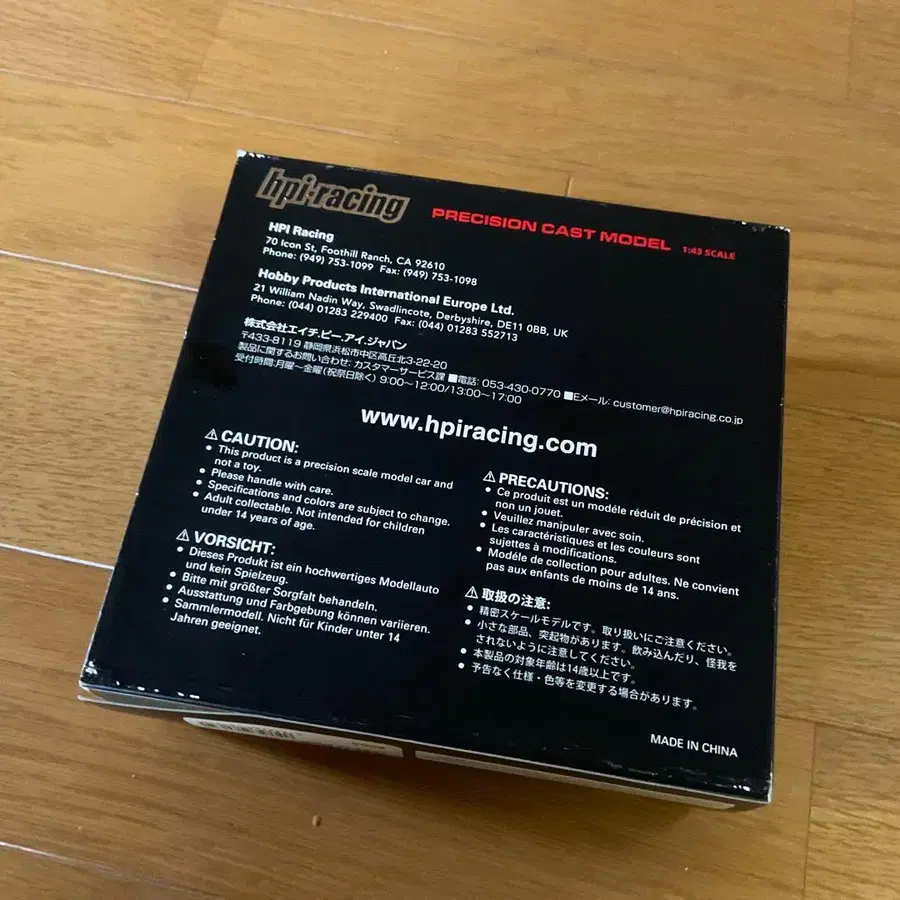 hpi·racing
PRECISION CAST MODEL 1:43 SCALE
HPI Racing
70 Icon St, Foothill Ranch, CA 92610
Phone: (949) 753-1099 Fax: (949) 753-1098
Hobby Products International Europe Ltd.
21 William Nadin Way, Swadlincote, Derbyshire, DE11 0BB, UK
Phone: (044) 01283 229400 Fax: (044) 01283 552713
株式会社エイチ.ピー.アイ.ジャパン
〒433-8119 静岡県浜松市中区高丘北3-22-20
製品に関するお問い合わせ: カスタマーサービス課 ■電話: 053-430-0770 ■Eメール: customer@hpiracing.co.jp
受付時間:月曜～金曜(祝祭日除く) 9:00～12:00/13:00～17:00
www.hpiracing.com
⚠ CAUTION:
● This product is a precision scale model car and
not a toy.
● Please handle with care.
● Specifications and colors are subject to change.
● Adult collectable. Not intended for children
under 14 years of age.
⚠ VORSICHT:
● Dieses Produkt ist ein hochwertiges Modellauto
und kein Spielzeug.
● Bitte mit größter Sorgfalt behandeln.
● Ausstattung und Farbgebung können variieren.
● Sammlermodell. Nicht für Kinder unter 14
Jahren geeignet.
⚠ PRECAUTIONS:
● Ce produit est un modéle réduit de précision et
non un jouet.
● Veuillez manipuler avec soin.
● Les caractéristiques et les couleurs sont
sujettes à modifications.
● Modéle de collection pour adultes. Ne convient
pas aux enfants de moins de 14 ans.
⚠ 取扱の注意:
● 精密スケールモデルです。取り扱いにご注意ください。
● 小さな部品、突起物があります。飲み込んだり、怪我を
されないように注意してください。
● 本製品の対象年齢は14歳以上です。
● 予告なく仕様・色等を変更する場合があります。
MADE IN CHINA